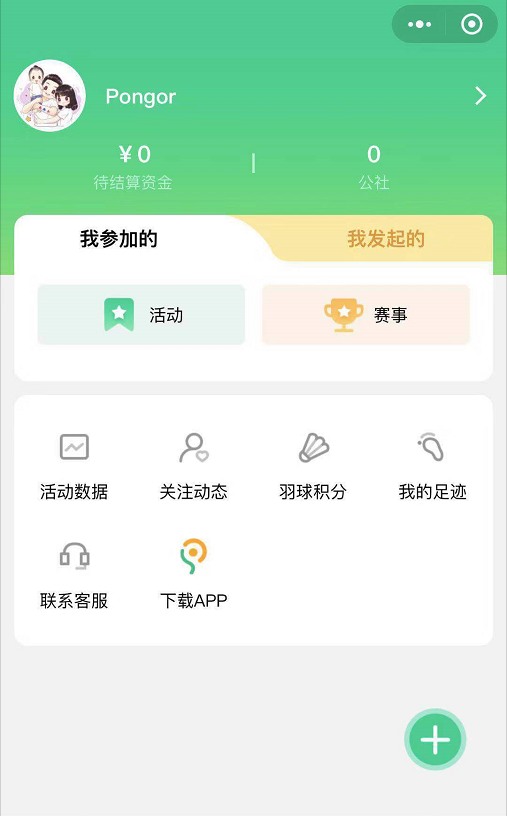 Pongor
¥0
0
待结算资金
公社
我参加的
我发起的
活动
赛事
活动数据
关注动态
羽球积分
我的足迹
联系客服
下载APP